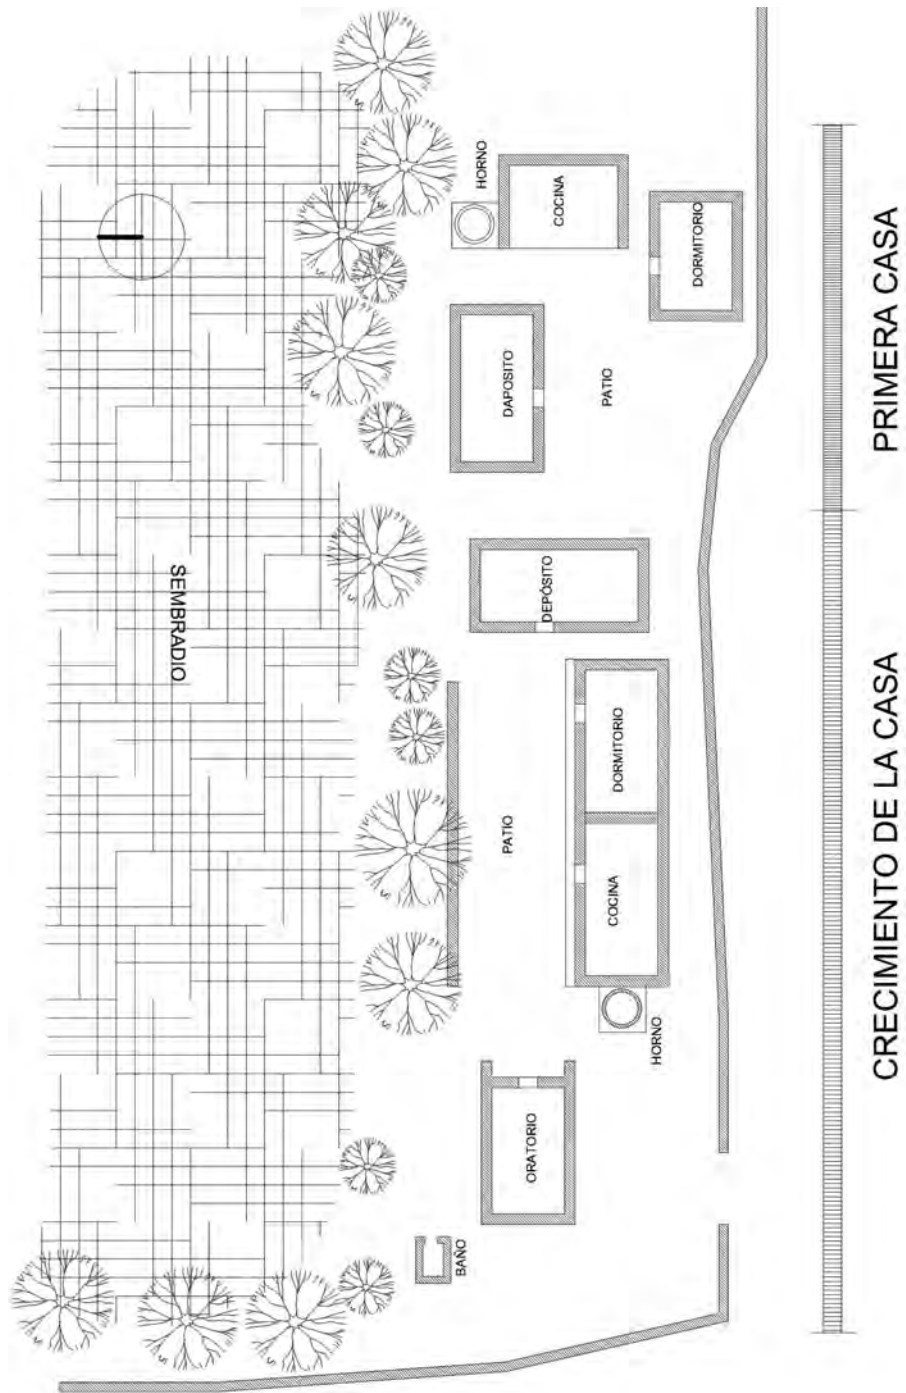 HORNO
COCINA
DORMITORIO
DAPOSITO
PATIO
PRIMERA CASA
SEMBRADIO
DEPÓSITO
DORMITORIO
PATIO
COCINA
HORNO
CRECIMIENTO DE LA CASA
ORATORIO
BAÑO